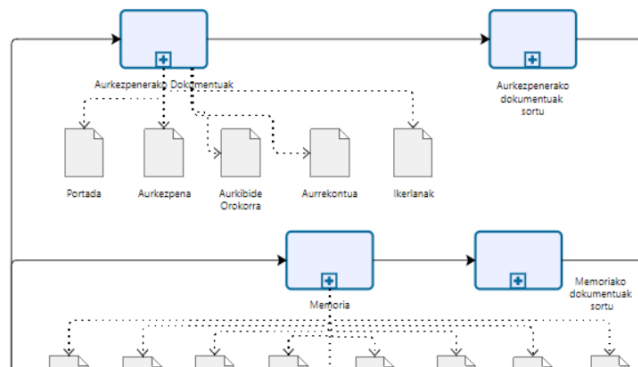 Aurkezpenerako Dokumentuak
Aurkezpenerako
dokumentuak
sortu
Portada
Aurkezpena
Aurkibide
Orokorra
Aurrekontua
Ikerlanak
Memoria
Memoriako
dokumentuak
sortu